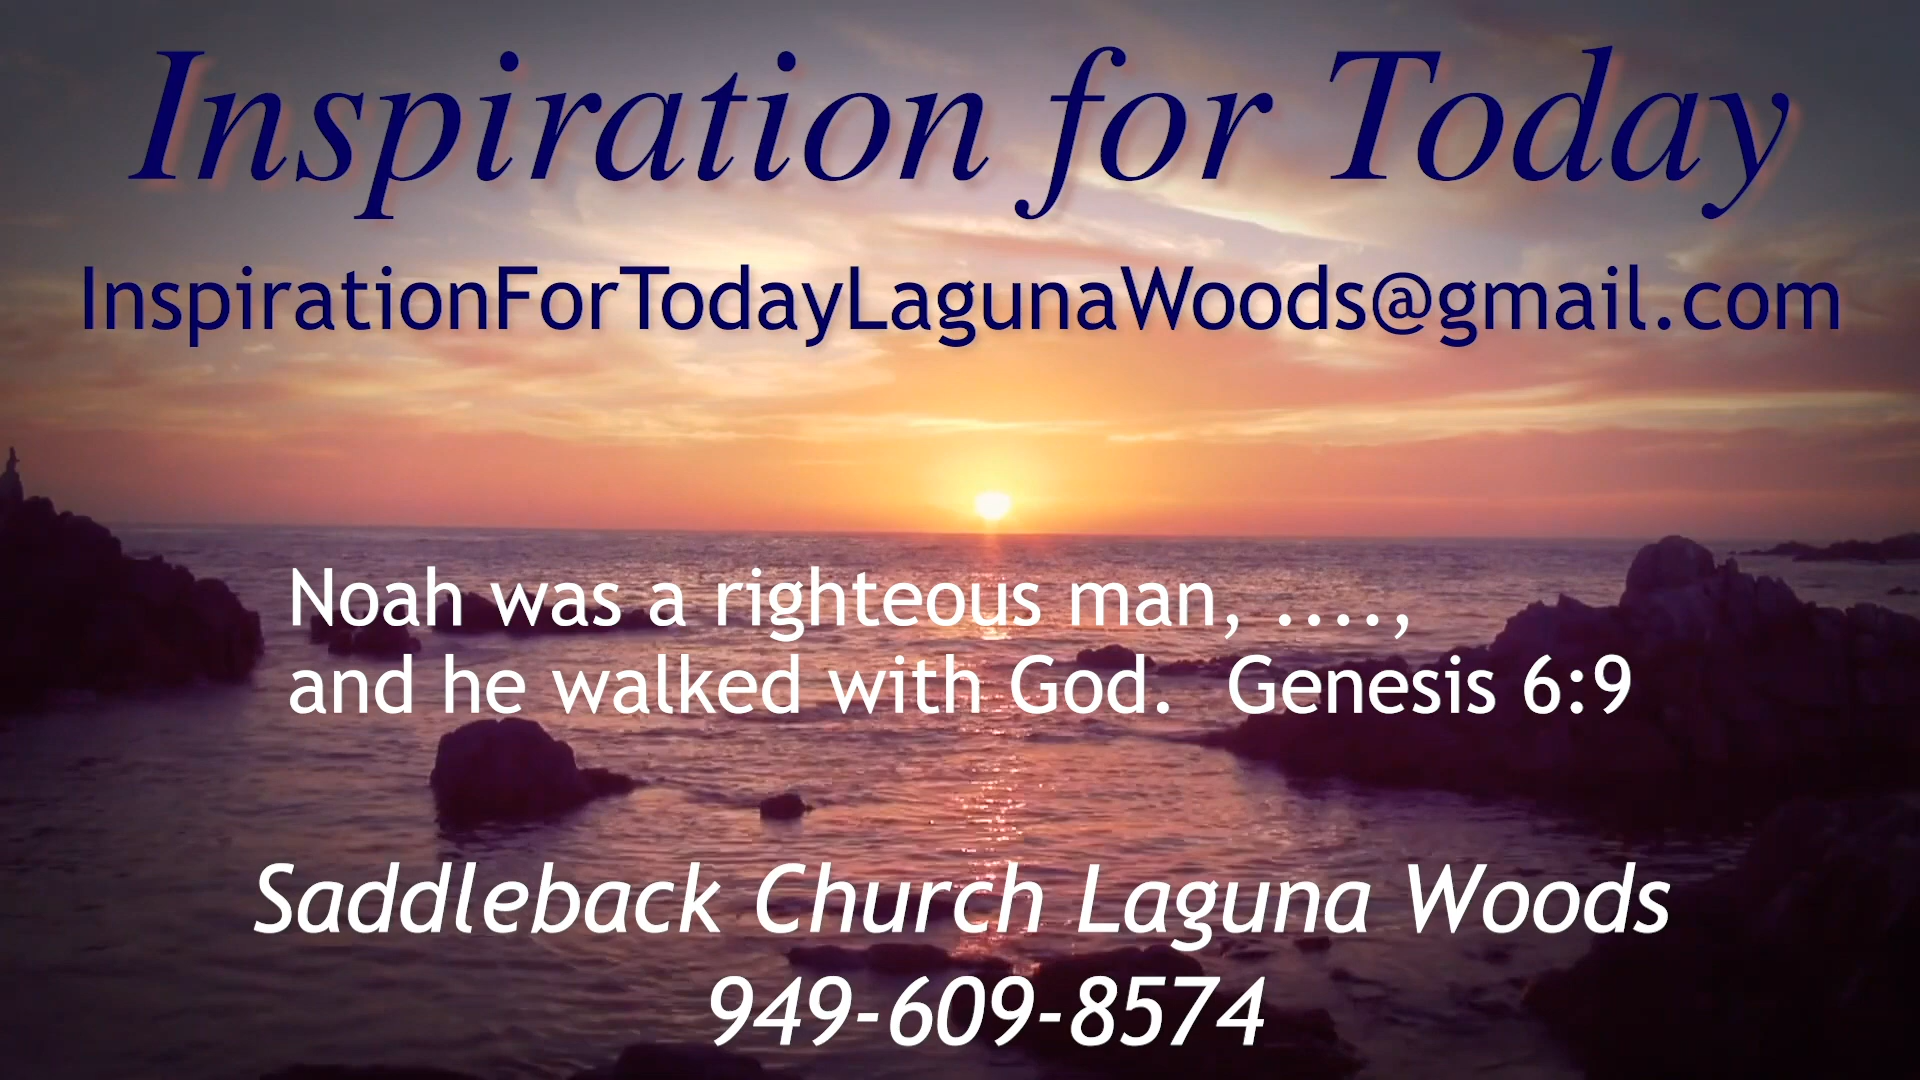 Inspiration for Today
InspirationForTodayLagunaWoods@gmail.com
Noah was a righteous man, ....,
and he walked with God.  Genesis 6:9
Saddleback Church Laguna Woods
949-609-8574